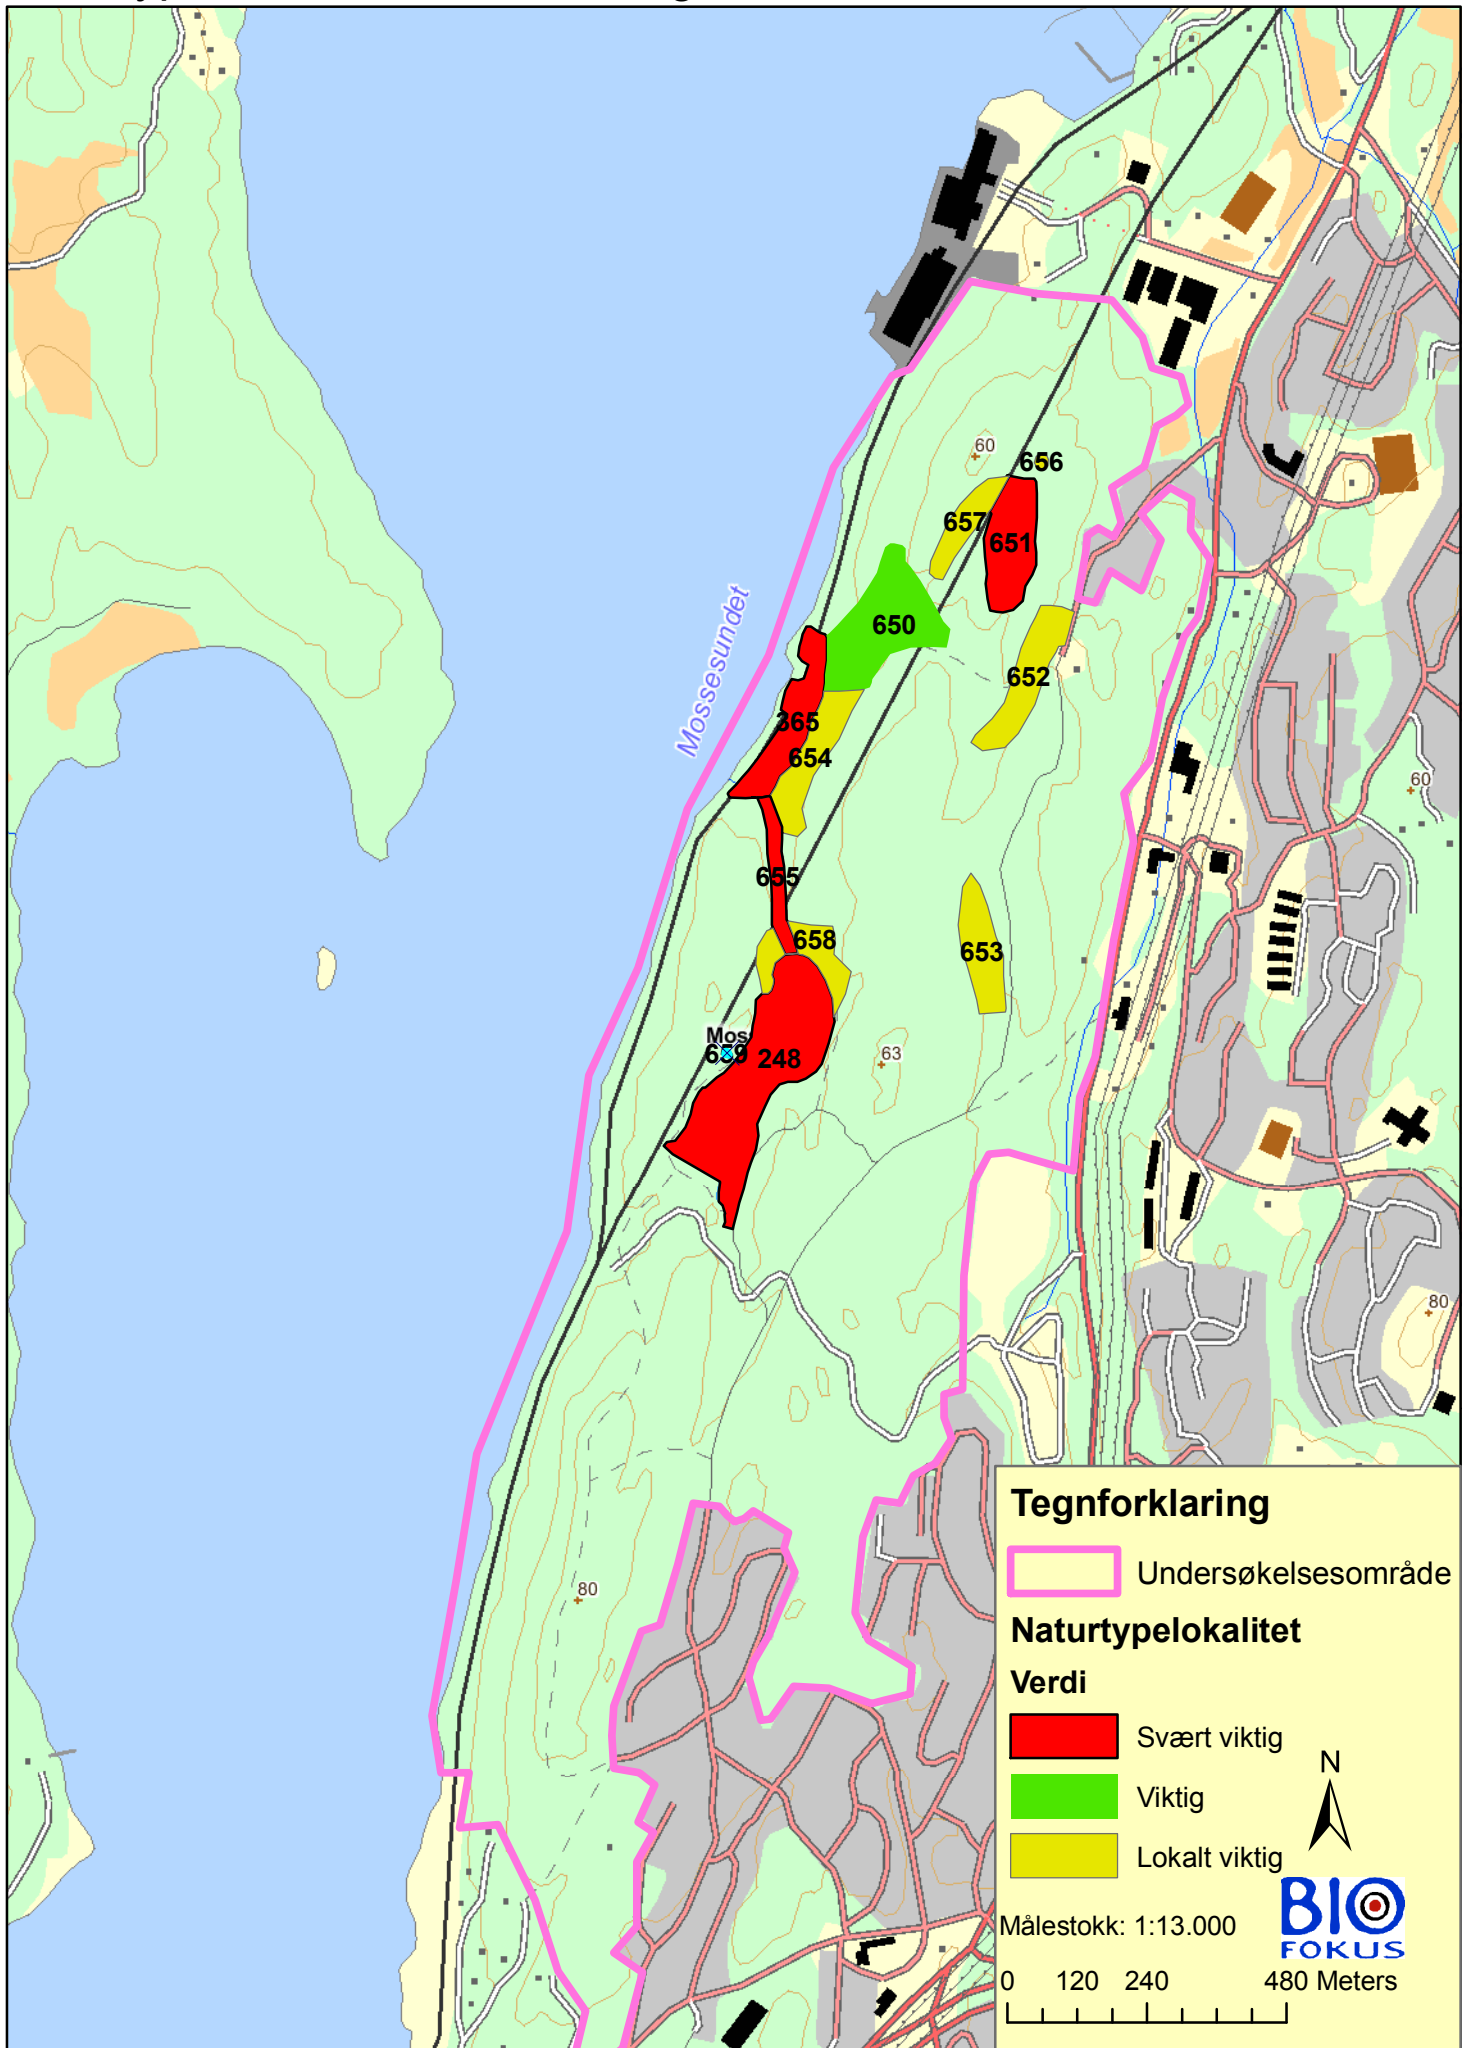 60
656
657
651
650
652
Mossesundet
365
654
60
655
658
653
Mos
659
248
63
80
80
Tegnforklaring
Undersøkelsesområde
Naturtypelokalitet
Verdi
Svært viktig
N
Viktig
Lokalt viktig
BIO
FOKUS
Målestokk: 1:13.000
0 120 240 480 Meters